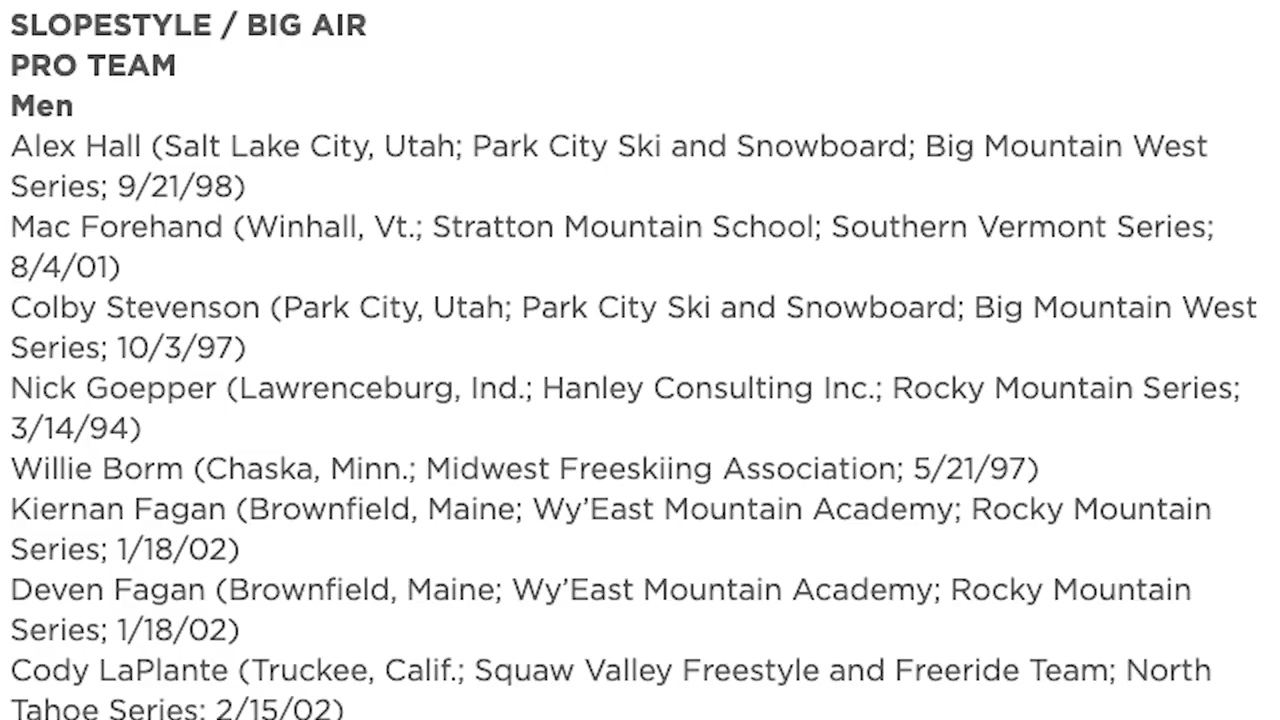 SLOPESTYLE / BIG AIR
PRO TEAM
Men
Alex Hall (Salt Lake City, Utah; Park City Ski and Snowboard; Big Mountain West
Series; 9/21/98)
Mac Forehand (Winhall, Vt.; Stratton Mountain School; Southern Vermont Series;
8/4/01)
Colby Stevenson (Park City, Utah; Park City Ski and Snowboard; Big Mountain West
Series; 10/3/97)
Nick Goepper (Lawrenceburg, Ind.; Hanley Consulting Inc.; Rocky Mountain Series;
3/14/94)
Willie Borm (Chaska, Minn.; Midwest Freeskiing Association; 5/21/97)
Kiernan Fagan (Brownfield, Maine; Wy’East Mountain Academy; Rocky Mountain
Series; 1/18/02)
Deven Fagan (Brownfield, Maine; Wy’East Mountain Academy; Rocky Mountain
Series; 1/18/02)
Cody LaPlante (Truckee, Calif.; Squaw Valley Freestyle and Freeride Team; North
Tahoe Series; 2/15/02)